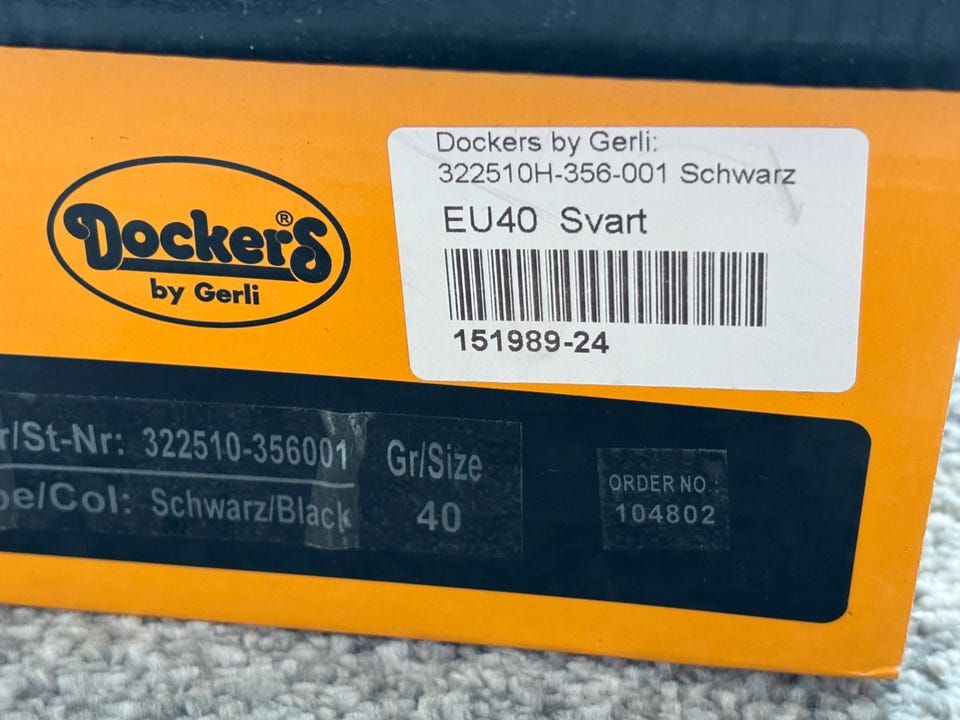 Dockers®
by Gerli
Dockers by Gerli:
322510H-356-001 Schwarz
EU40 Svart
151989-24
r/St-Nr: 322510-356001
be/Col: Schwarz/Black
Gr/Size
40
ORDER NO.:
104802